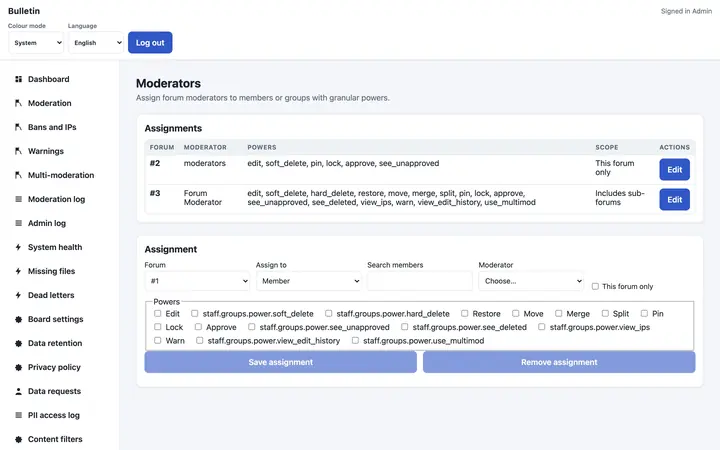 Bulletin
Signed in Admin
Colour mode
Language
System
English
Log out
Dashboard
Moderation
Bans and IPs
Warnings
Multi-moderation
Moderation log
Admin log
System health
Missing files
Dead letters
Board settings
Data retention
Privacy policy
Data requests
PII access log
Content filters
Moderators
Assign forum moderators to members or groups with granular powers.
Assignments
FORUM MODERATOR POWERS SCOPE ACTIONS
#2 moderators edit, soft_delete, pin, lock, approve, see_unapproved This forum only Edit
#3 Forum Moderator edit, soft_delete, hard_delete, restore, move, merge, split, pin, lock, approve, see_unapproved, see_deleted, view_ips, warn, view_edit_history, use_multimod Includes sub-forums Edit
Assignment
Forum Assign to Search members Moderator
#1 Member Choose... This forum only
Powers
Edit staff.groups.power.soft_delete staff.groups.power.hard_delete Restore Move Merge Split Pin
Lock Approve staff.groups.power.see_unapproved staff.groups.power.see_deleted staff.groups.power.view_ips
Warn staff.groups.power.view_edit_history staff.groups.power.use_multimod
Save assignment Remove assignment